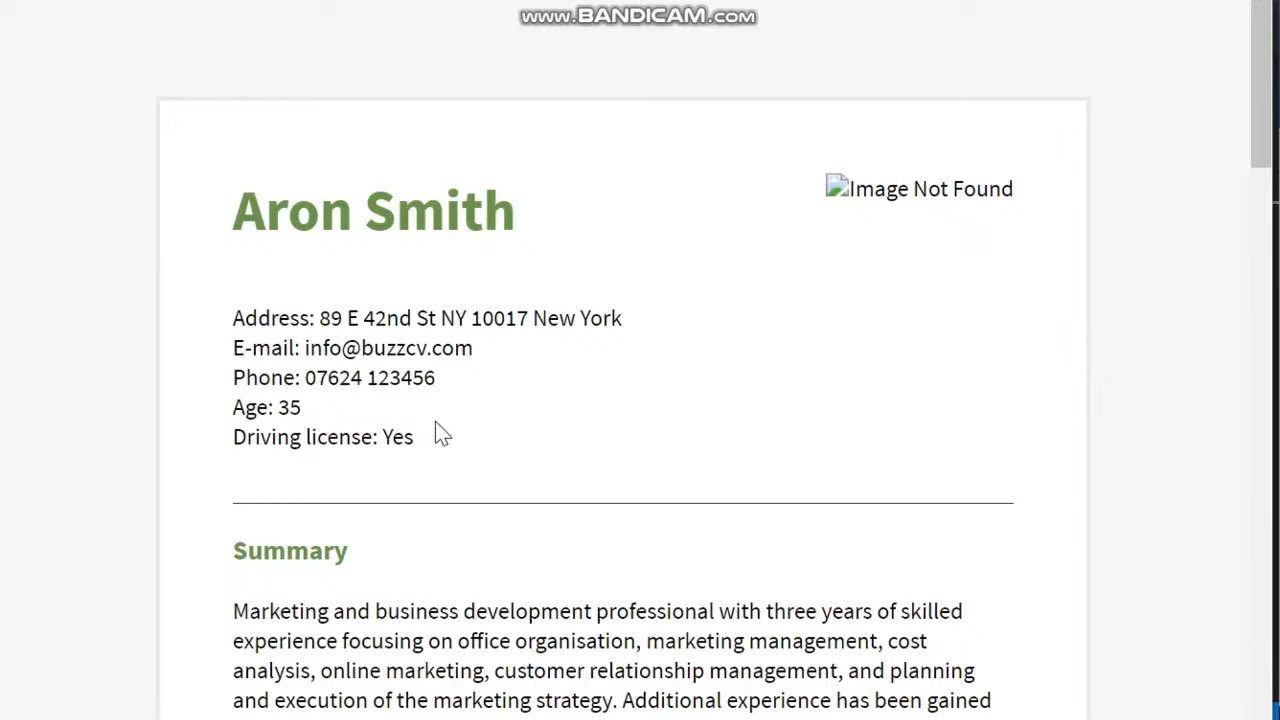 www.BANDICAM.com
Aron Smith
Image Not Found
Address: 89 E 42nd St NY 10017 New York
E-mail: info@buzzcv.com
Phone: 07624 123456
Age: 35
Driving license: Yes
Summary
Marketing and business development professional with three years of skilled
experience focusing on office organisation, marketing management, cost
analysis, online marketing, customer relationship management, and planning
and execution of the marketing strategy. Additional experience has been gained